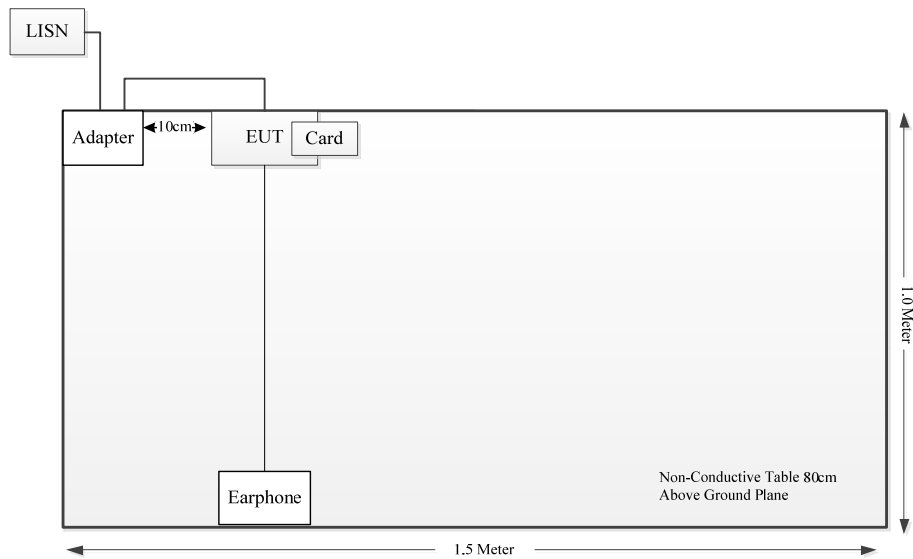 LISN
Adapter
10cm
EUT
Card
1.0 Meter
Earphone
Non-Conductive Table 80cm
Above Ground Plane
1.5 Meter